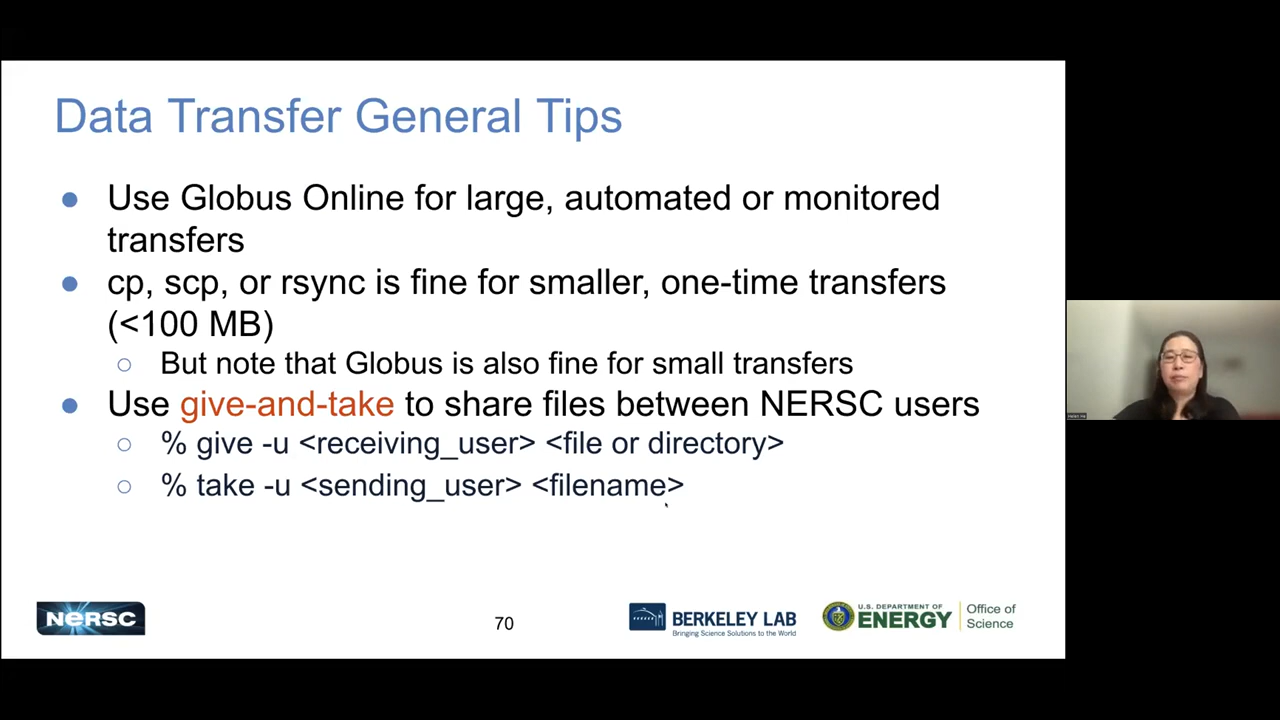 Data Transfer General Tips
● Use Globus Online for large, automated or monitored
transfers
● cp, scp, or rsync is fine for smaller, one-time transfers
(<100 MB)
○ But note that Globus is also fine for small transfers
● Use give-and-take to share files between NERSC users
○ % give -u <receiving_user> <file or directory>
○ % take -u <sending_user> <filename>
NERSC
70
BERKELEY LAB
Bringing Science Solutions to the World
U.S. DEPARTMENT OF
ENERGY
Office of
Science